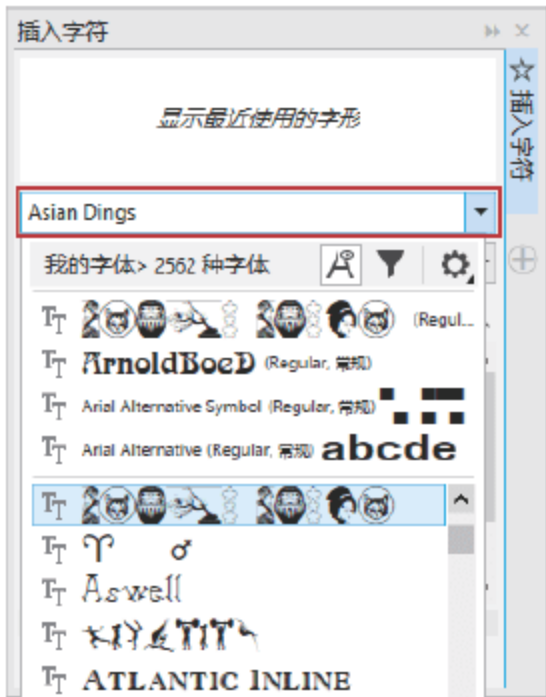 插入字符
显示最近使用的字形
Asian Dings
我的字体> 2562 种字体
(Regul...
ArnoldBoeD (Regular, 常规)
Arial Alternative Symbol (Regular, 常规)
Arial Alternative (Regular, 常规) abcde
Aswell
ATLANTIC INLINE
插入字符